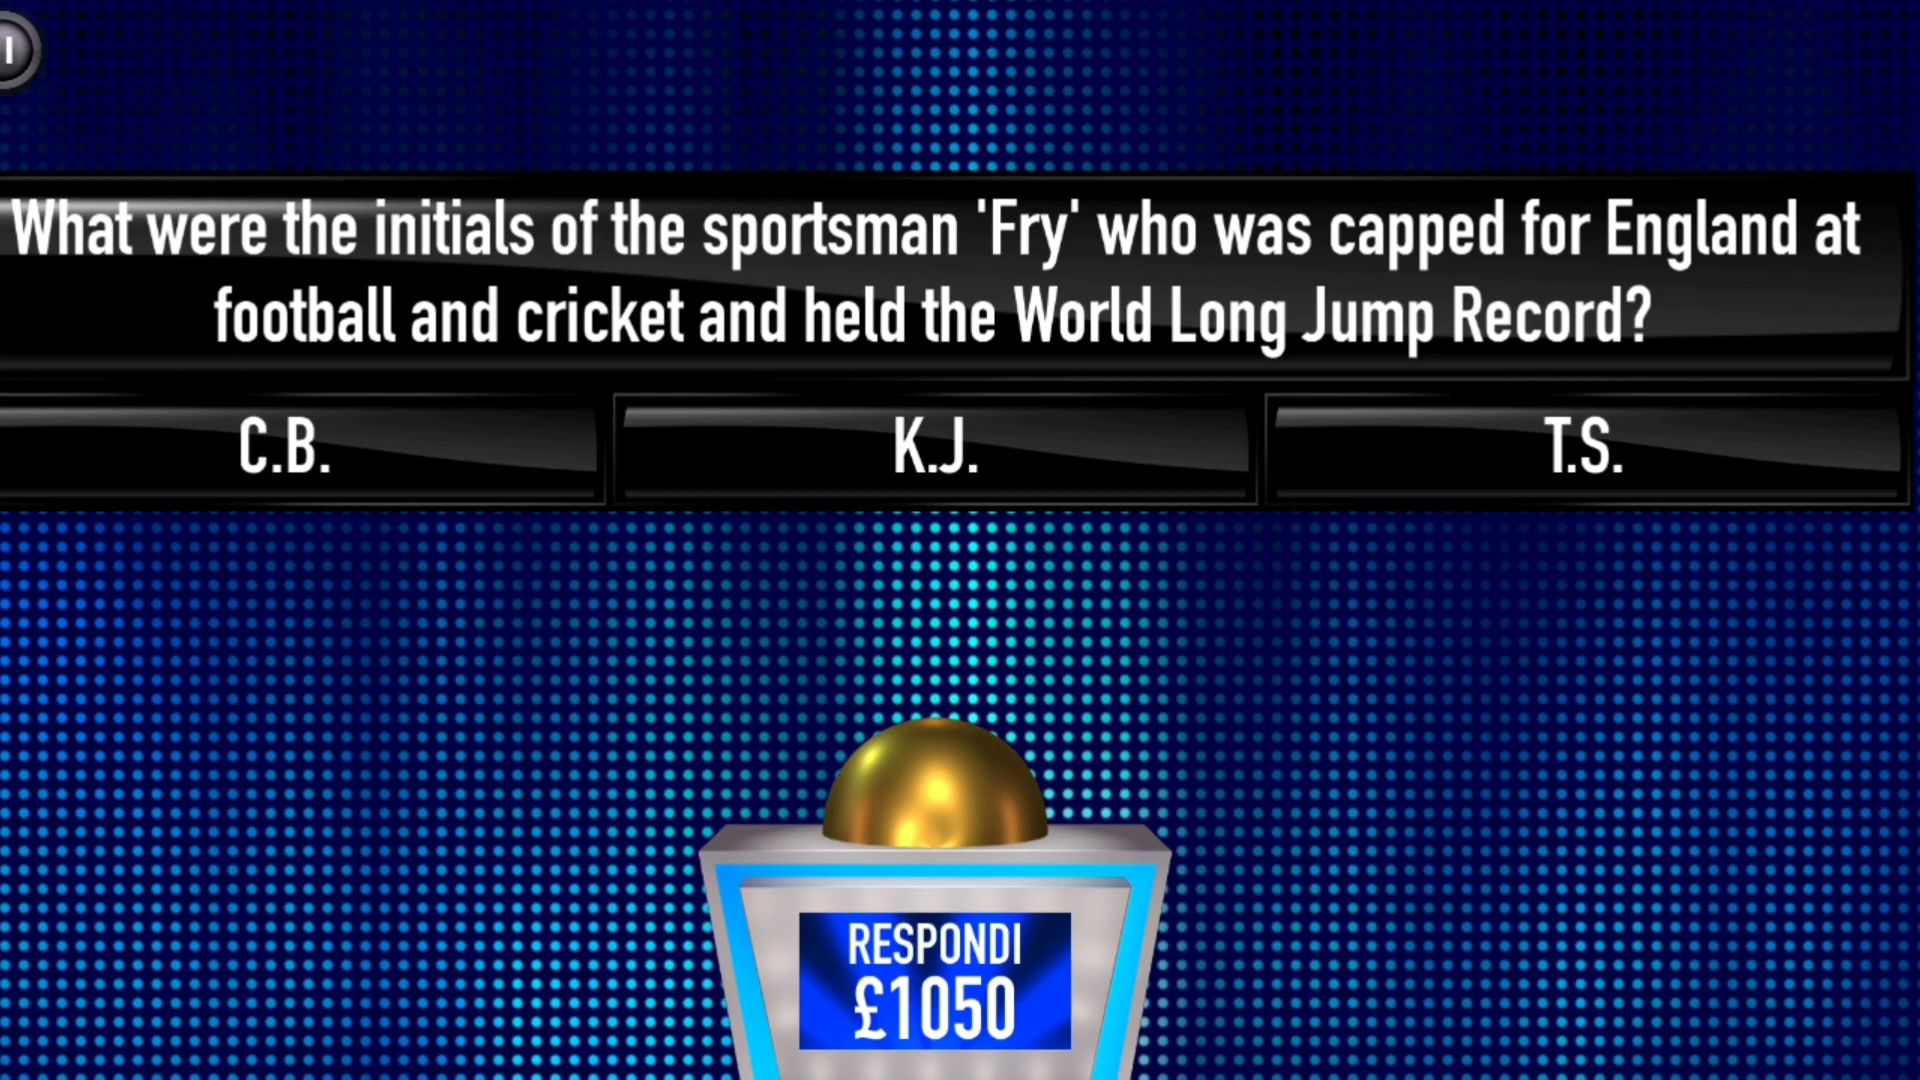 What were the initials of the sportsman 'Fry' who was capped for England at
football and cricket and held the World Long Jump Record?
C.B.
K.J.
T.S.
RESPONDI
£1050